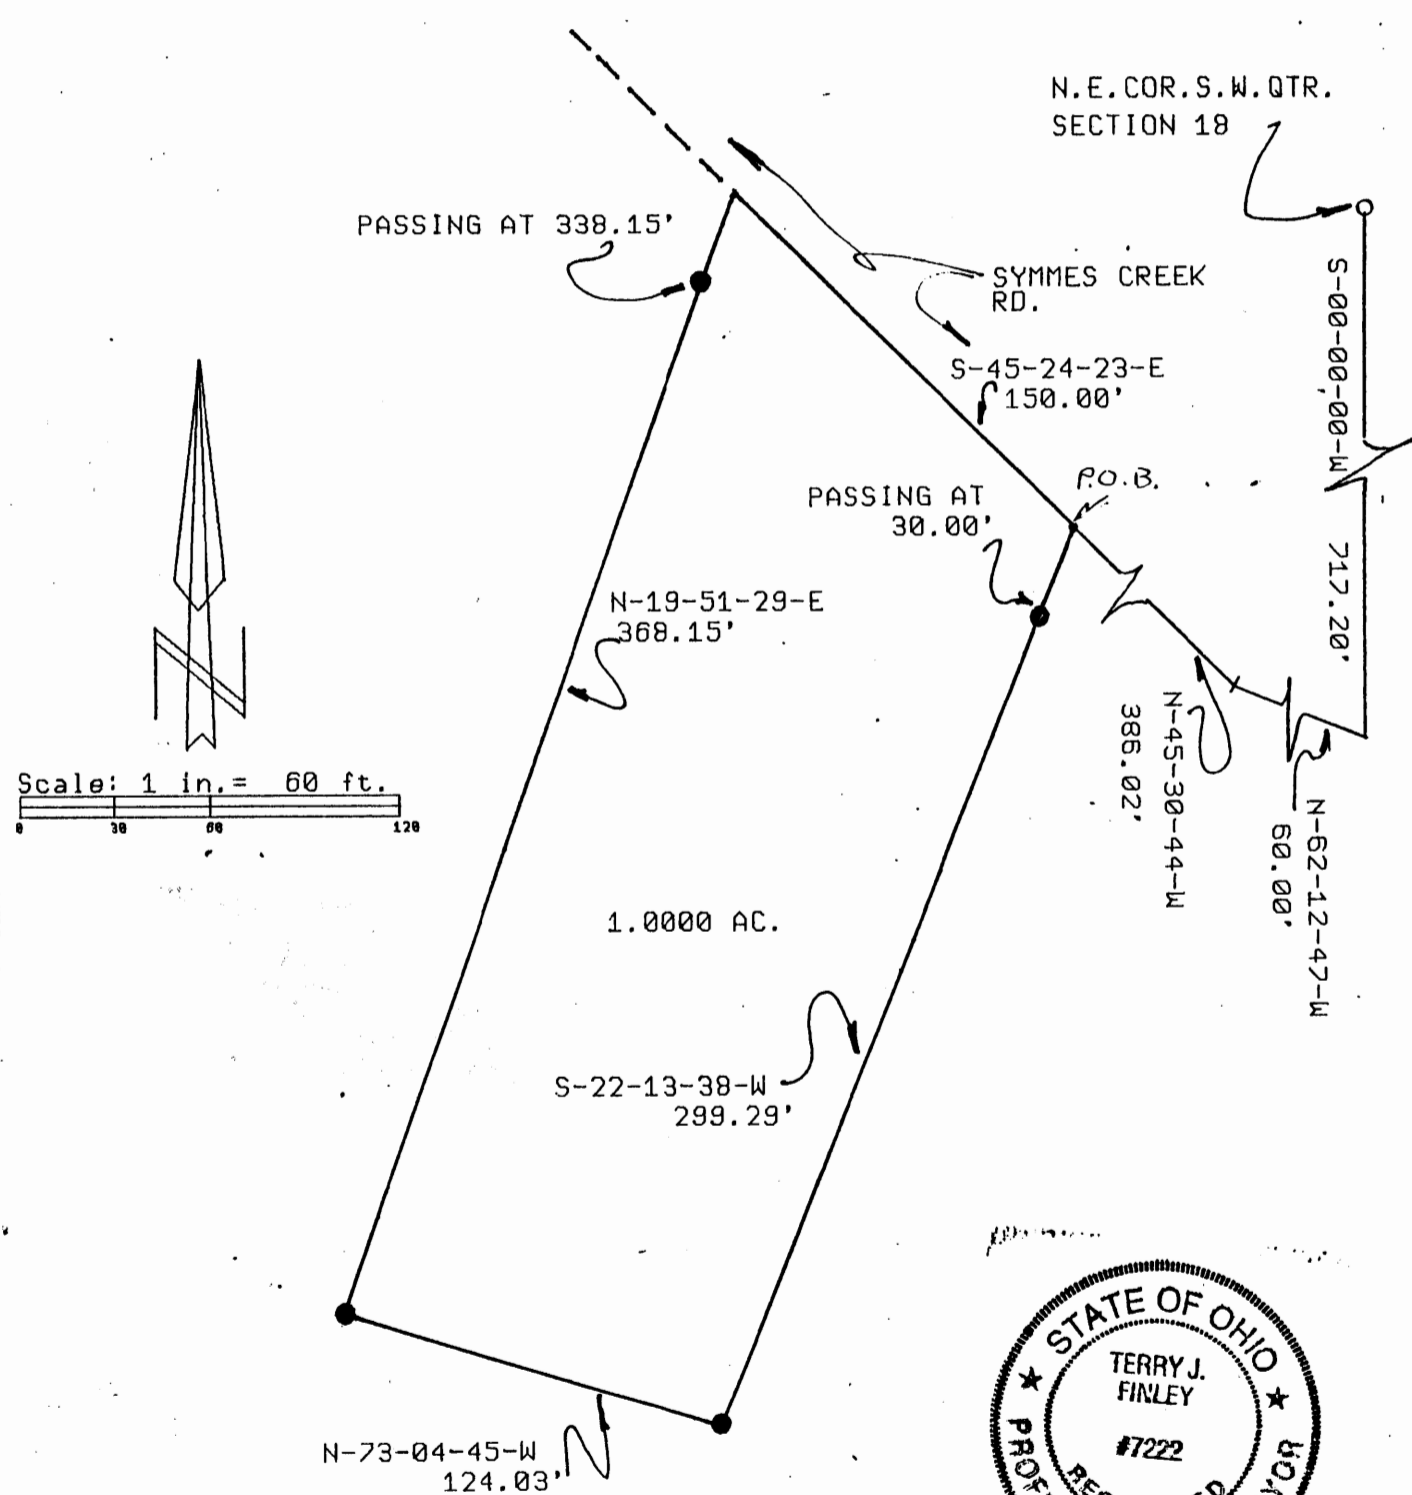 N.E.COR.S.W.QTR.
SECTION 18
PASSING AT 338.15'
SYMMES CREEK
RD.
S-00-00-00-W 717.20'
S-45-24-23-E
150.00'
P.O.B.
PASSING AT
30.00'
N-19-51-29-E
368.15'
N-45-30-44-W
386.02'
N-62-12-47-W
60.00'
N
Scale: 1 in.= 60 ft.
0 30 60 120
1.0000 AC.
S-22-13-38-W
299.29'
N-73-04-45-W
124.03'
STATE OF OHIO
TERRY J.
FINLEY
#7222